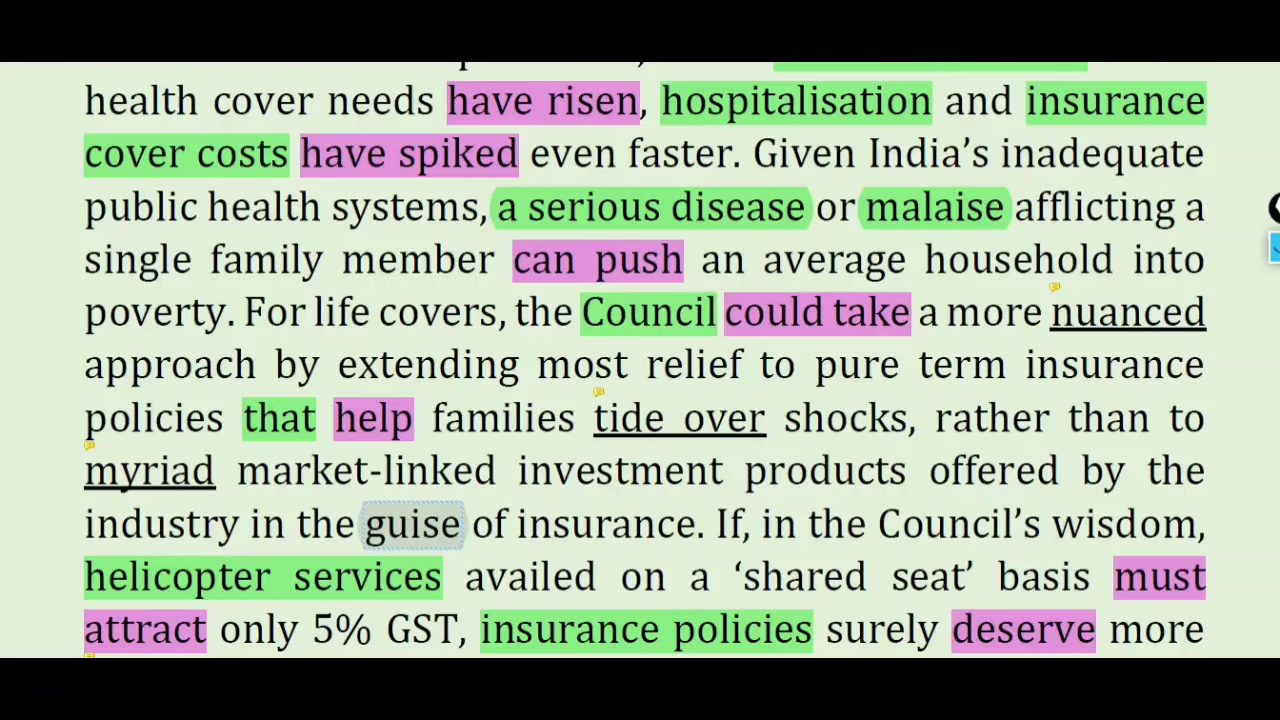 health cover needs have risen, hospitalisation and insurance
cover costs have spiked even faster. Given India’s inadequate
public health systems, a serious disease or malaise afflicting a
single family member can push an average household into
poverty. For life covers, the Council could take a more nuanced
approach by extending most relief to pure term insurance
policies that help families tide over shocks, rather than to
myriad market-linked investment products offered by the
industry in the guise of insurance. If, in the Council’s wisdom,
helicopter services availed on a ‘shared seat’ basis must
attract only 5% GST, insurance policies surely deserve more